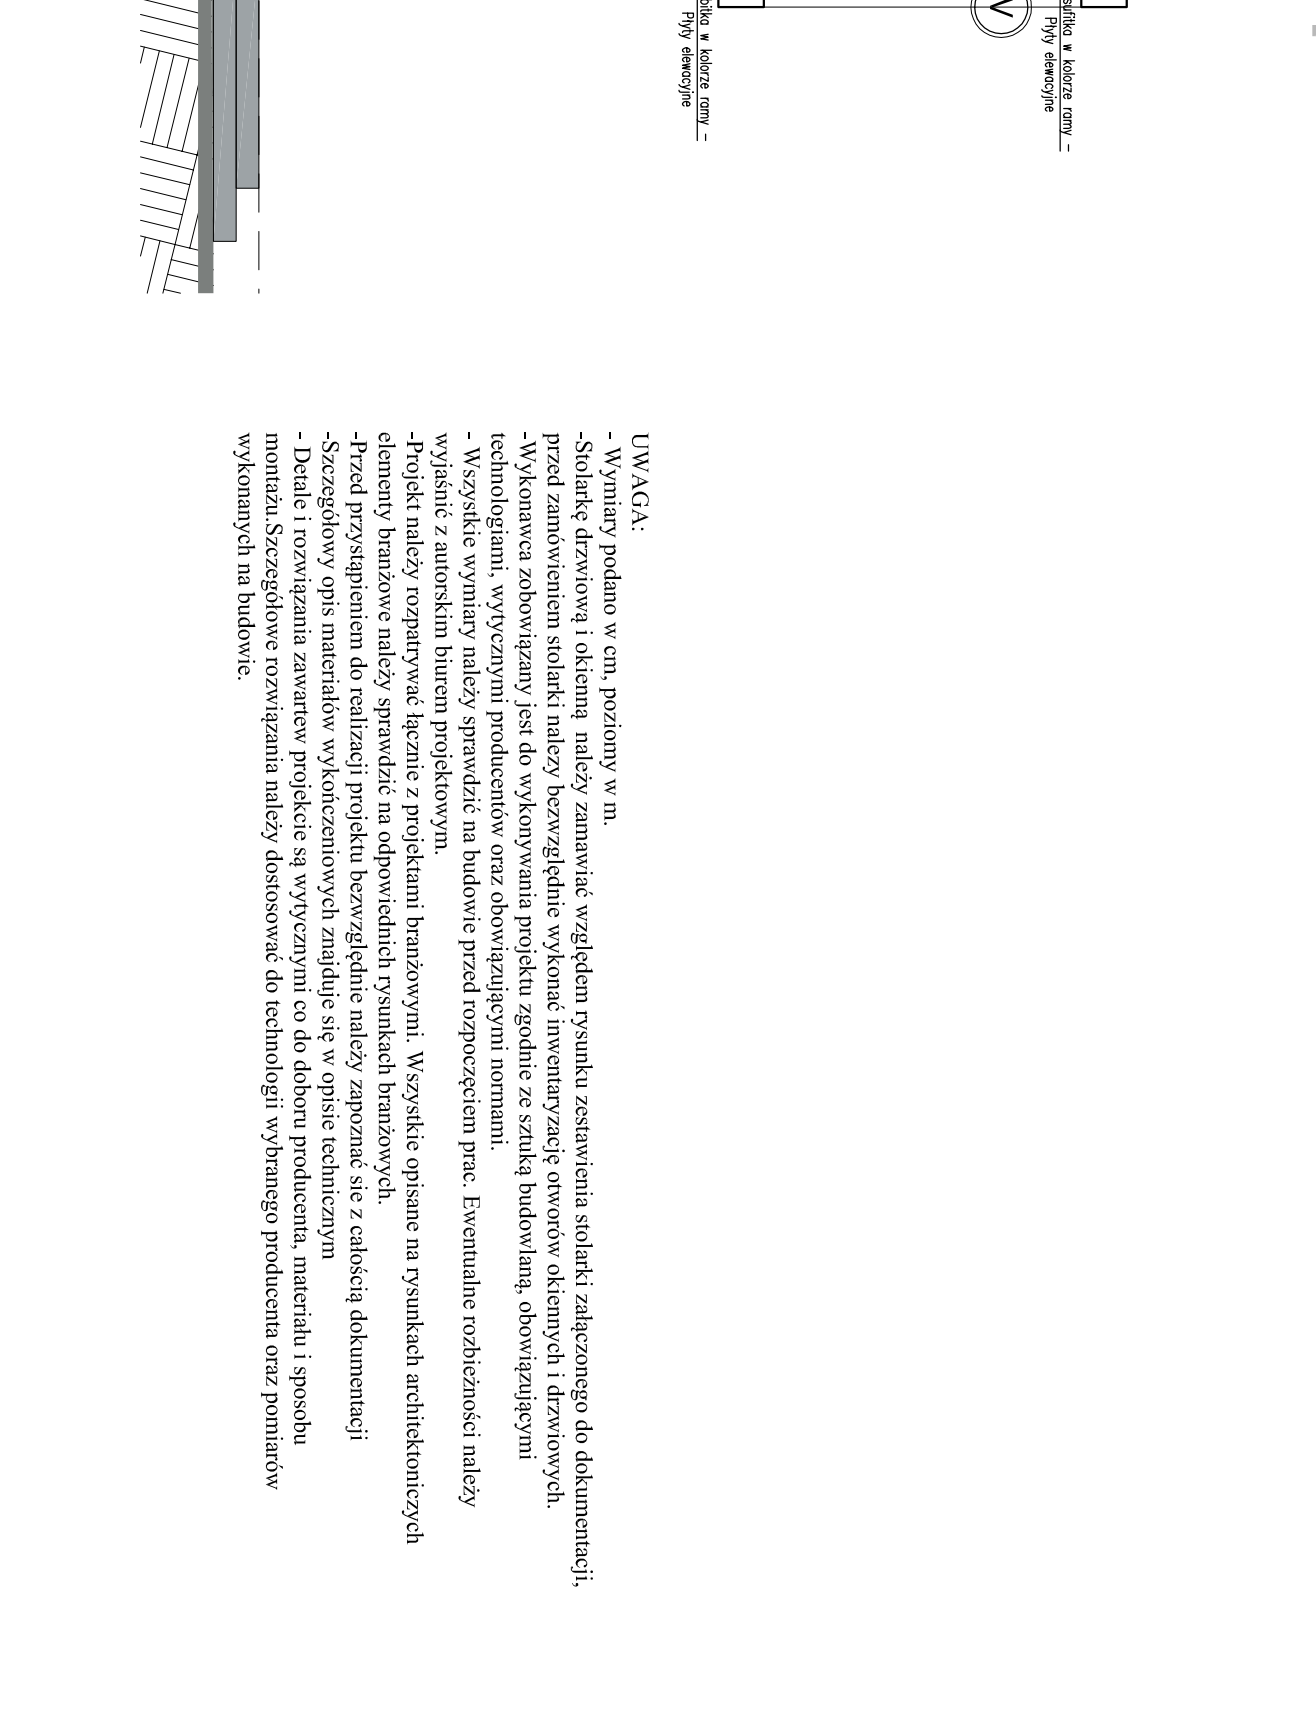 sufitka w kolorze ramy –
Płyty elewacyjne
bitka w kolorze ramy –
Płyty elewacyjne
UWAGA:
- Wymiary podano w cm, poziomy w m.
-Stolarkę drzwiową i okienną należy zamawiać względem rysunku zestawienia stolarki załączonego do dokumentacji,
przed zamówieniem stolarki nalezy bezwzględnie wykonać inwentaryzację otworów okiennych i drzwiowych.
-Wykonawca zobowiązany jest do wykonywania projektu zgodnie ze sztuką budowlaną, obowiązującymi
technologiami, wytycznymi producentów oraz obowiązującymi normami.
- Wszystkie wymiary należy sprawdzić na budowie przed rozpoczęciem prac. Ewentualne rozbieżności należy
wyjaśnić z autorskim biurem projektowym.
-Projekt należy rozpatrywać łącznie z projektami branżowymi. Wszystkie opisane na rysunkach architektoniczych
elementy branżowe należy sprawdzić na odpowiednich rysunkach branżowych.
-Przed przystąpieniem do realizacji projektu bezwzględnie należy zapoznać sie z całością dokumentacji
-Szczegółowy opis materiałów wykończeniowych znajduje się w opisie technicznym
- Detale i rozwiązania zawartew projekcie są wytycznymi co do doboru producenta, materiału i sposobu
montażu.Szczegółowe rozwiązania należy dostosować do technologii wybranego producenta oraz pomiarów
wykonanych na budowie.